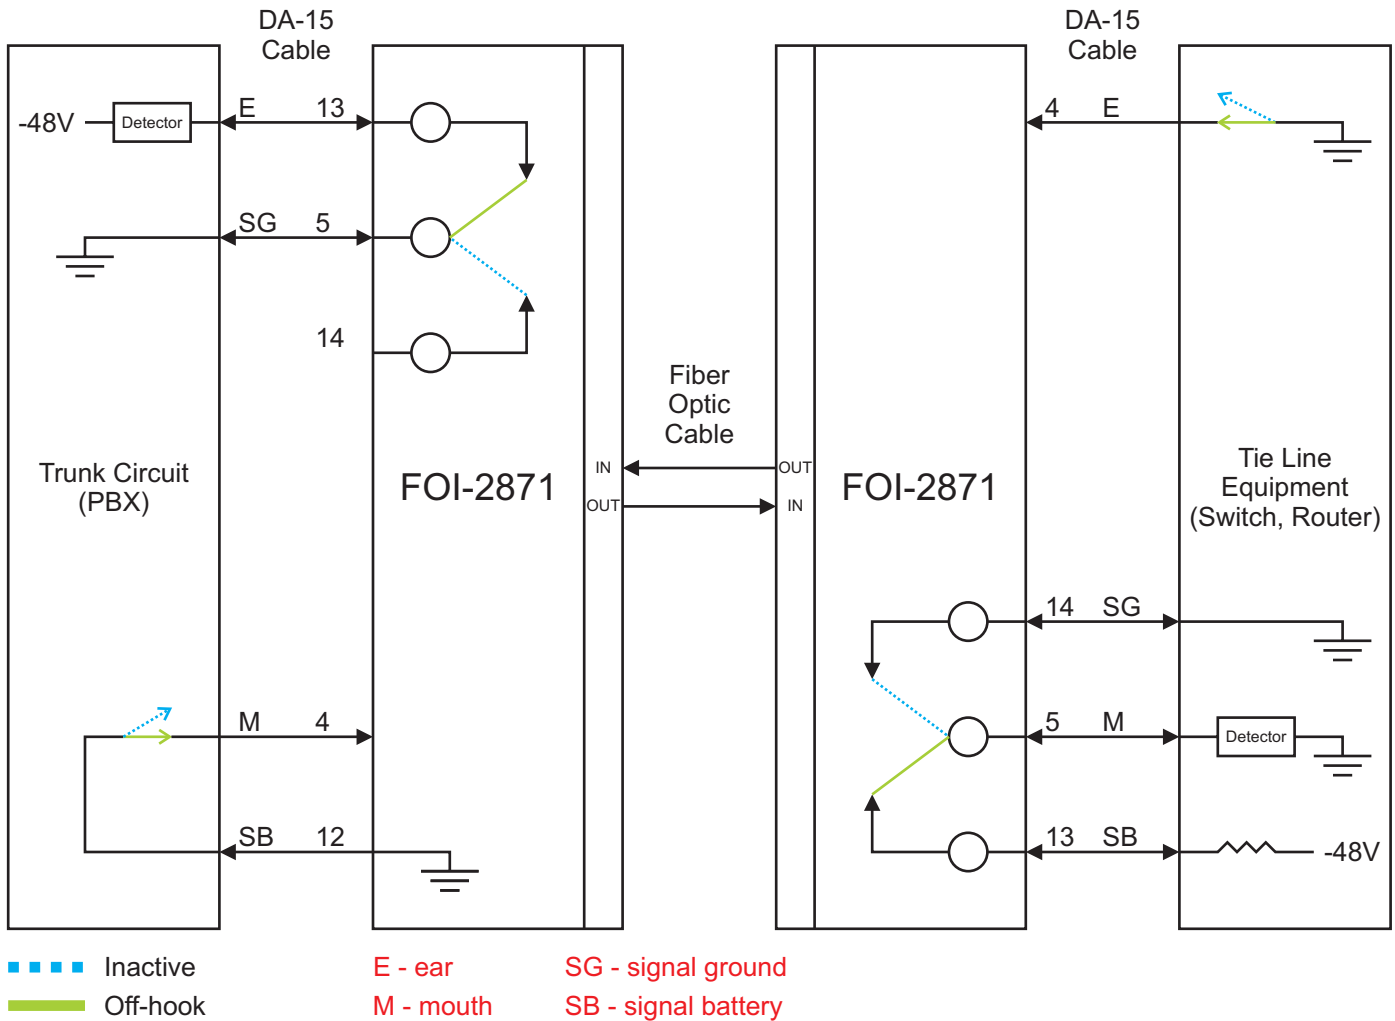 DA-15
Cable
DA-15
Cable
-48V
Detector
E 13
4 E
SG 5
14
Fiber
Optic
Cable
Trunk Circuit
(PBX)
FOI-2871
IN
OUT
OUT
IN
FOI-2871
Tie Line
Equipment
(Switch, Router)
14 SG
M 4
5 M
Detector
SB 12
13 SB
-48V
Inactive
E - ear
SG - signal ground
Off-hook
M - mouth
SB - signal battery